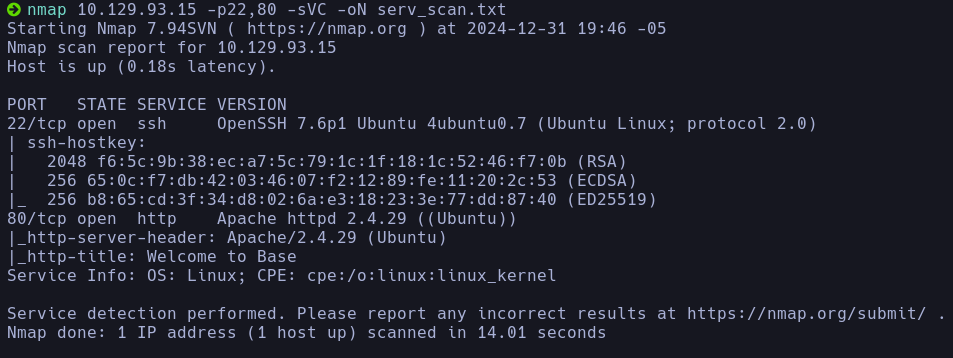 nmap 10.129.93.15 -p22,80 -sVC -oN serv_scan.txt
Starting Nmap 7.94SVN ( https://nmap.org ) at 2024-12-31 19:46 -05
Nmap scan report for 10.129.93.15
Host is up (0.18s latency).
PORT   STATE SERVICE VERSION
22/tcp open  ssh     OpenSSH 7.6p1 Ubuntu 4ubuntu0.7 (Ubuntu Linux; protocol 2.0)
| ssh-hostkey:
|   2048 f6:5c:9b:38:ec:a7:5c:79:1c:1f:18:1c:52:46:f7:0b (RSA)
|   256 65:0c:f7:db:42:03:46:07:f2:12:89:fe:11:20:2c:53 (ECDSA)
|_  256 b8:65:cd:3f:34:d8:02:6a:e3:18:23:3e:77:dd:87:40 (ED25519)
80/tcp open  http    Apache httpd 2.4.29 ((Ubuntu))
|_http-server-header: Apache/2.4.29 (Ubuntu)
|_http-title: Welcome to Base
Service Info: OS: Linux; CPE: cpe:/o:linux:linux_kernel
Service detection performed. Please report any incorrect results at https://nmap.org/submit/ .
Nmap done: 1 IP address (1 host up) scanned in 14.01 seconds